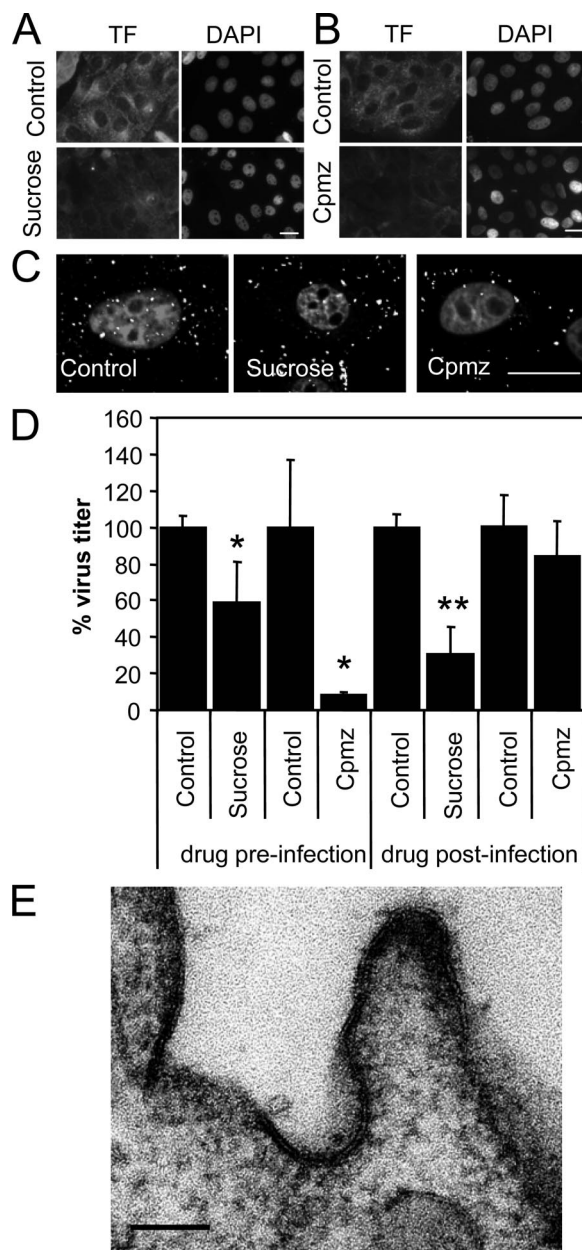 A
TF DAPI
Control
Sucrose
B
TF DAPI
Control
Cpmz
C
Control Sucrose Cpmz
D
% virus titer
160
140
120
100
80
60
40
20
0
* * **
Control Sucrose Control Cpmz Control Sucrose Control Cpmz
drug pre-infection drug post-infection
E